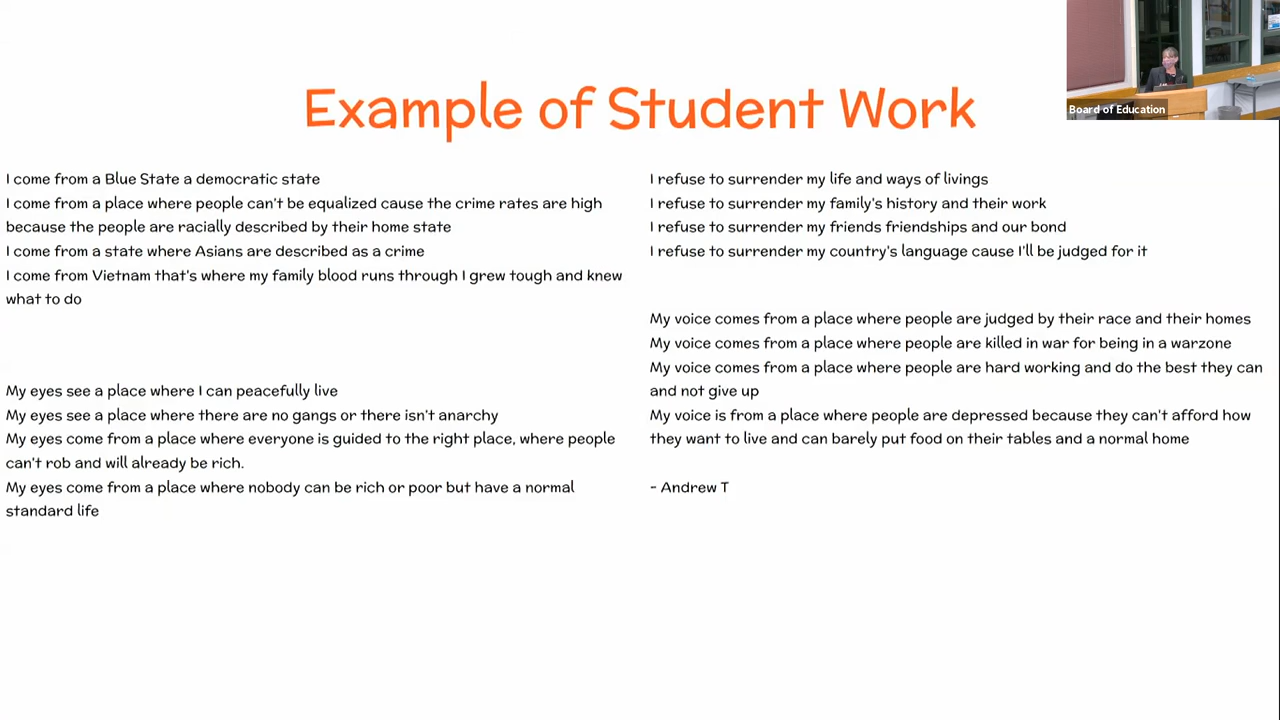 Example of Student Work
I come from a Blue State a democratic state
I come from a place where people can't be equalized cause the crime rates are high
because the people are racially described by their home state
I come from a state where Asians are described as a crime
I come from Vietnam that's where my family blood runs through I grew tough and knew
what to do
My eyes see a place where I can peacefully live
My eyes see a place where there are no gangs or there isn't anarchy
My eyes come from a place where everyone is guided to the right place, where people
can't rob and will already be rich.
My eyes come from a place where nobody can be rich or poor but have a normal
standard life
I refuse to surrender my life and ways of livings
I refuse to surrender my family's history and their work
I refuse to surrender my friends friendships and our bond
I refuse to surrender my country's language cause I'll be judged for it
My voice comes from a place where people are judged by their race and their homes
My voice comes from a place where people are killed in war for being in a warzone
My voice comes from a place where people are hard working and do the best they can
and not give up
My voice is from a place where people are depressed because they can't afford how
they want to live and can barely put food on their tables and a normal home
- Andrew T
Board of Education